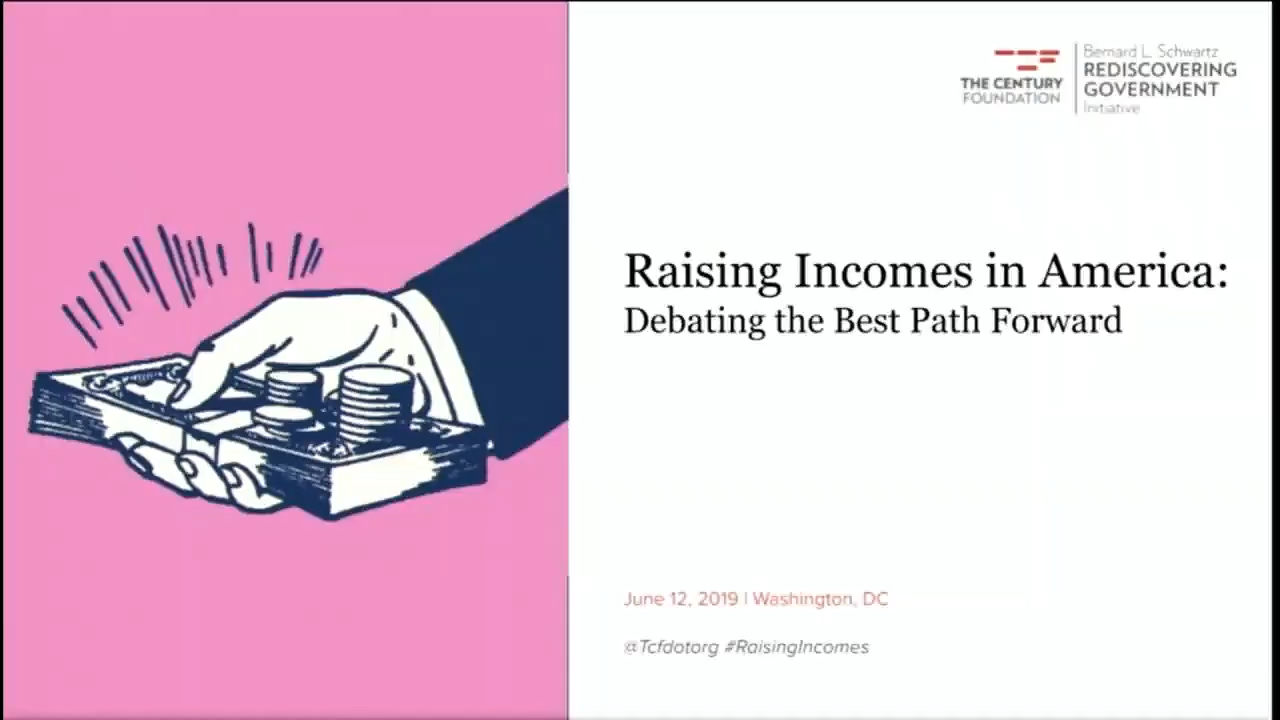 THE CENTURY
FOUNDATION
Bernard L. Schwartz
REDISCOVERING
GOVERNMENT
Initiative
Raising Incomes in America:
Debating the Best Path Forward
June 12, 2019 | Washington, DC
@Tcfdotorg #RaisingIncomes